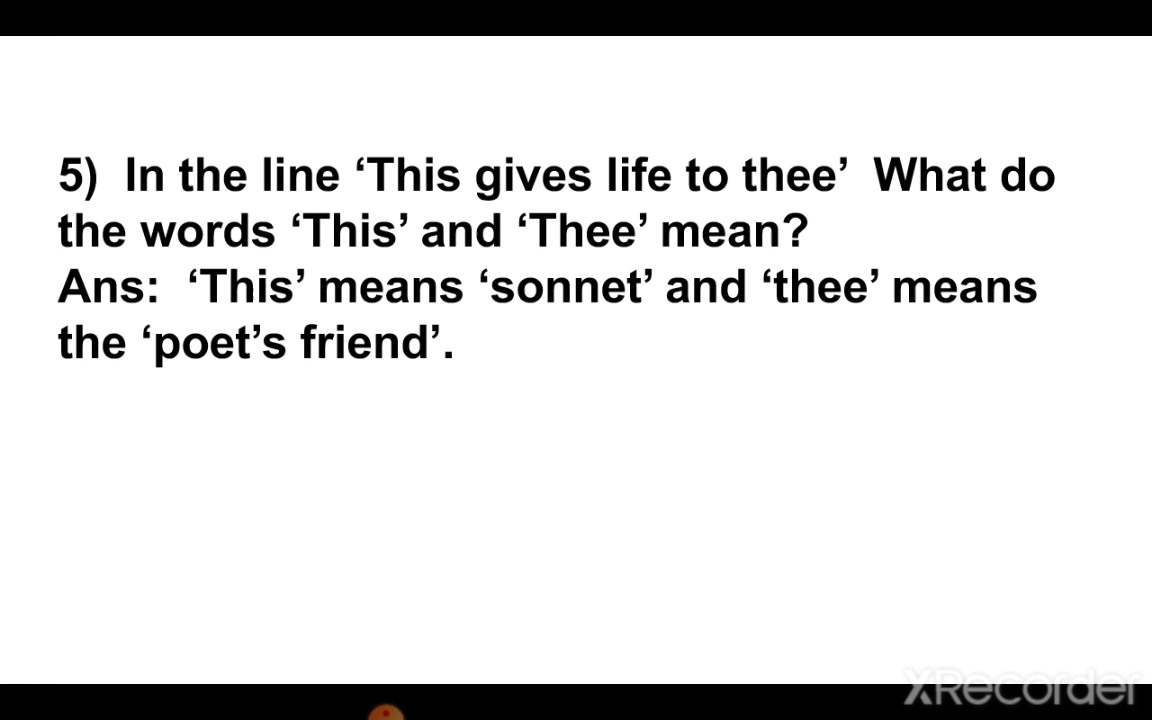 5)  In the line ‘This gives life to thee’  What do
the words ‘This’ and ‘Thee’ mean?
Ans:  ‘This’ means ‘sonnet’ and ‘thee’ means
the ‘poet’s friend’.
XRecorder